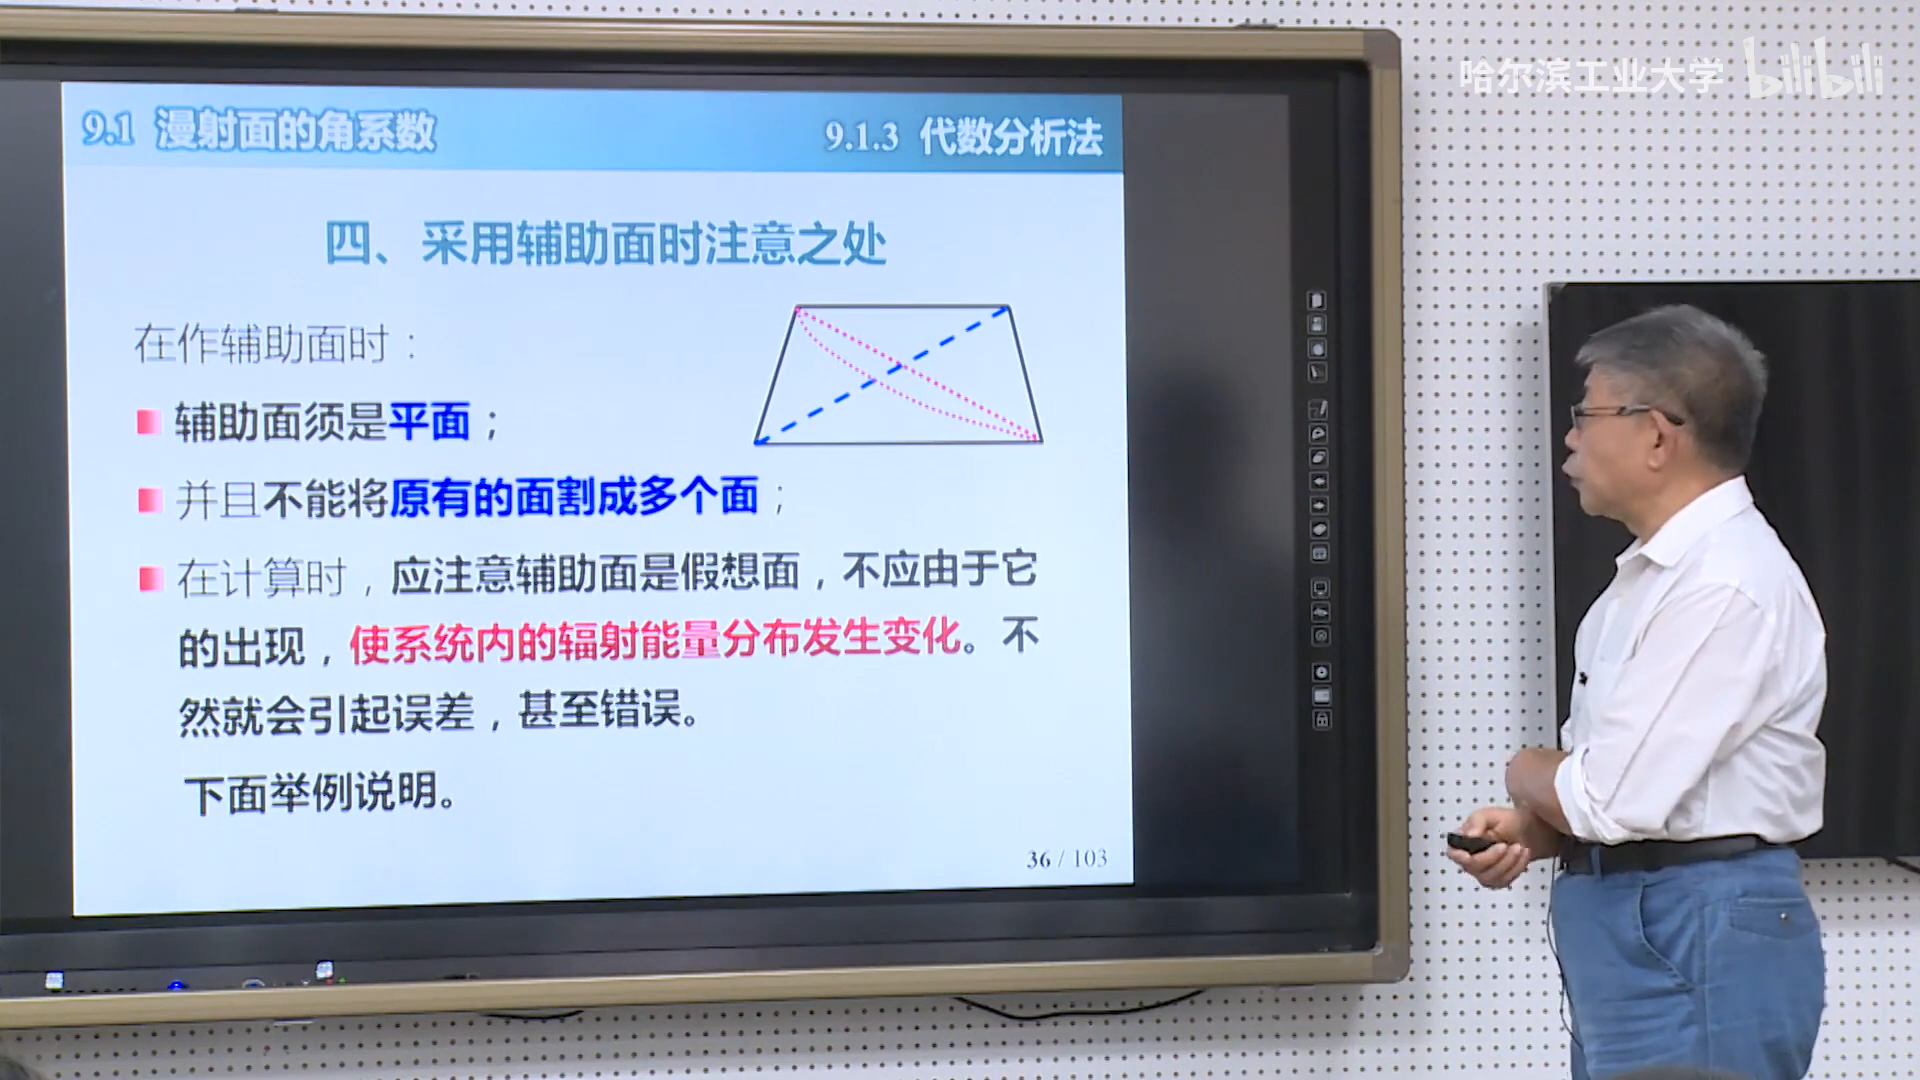 哈尔滨工业大学 bilibili
9.1 漫射面的角系数
9.1.3 代数分析法
四、采用辅助面时注意之处
在作辅助面时：
辅助面须是平面；
并且不能将原有的面割成多个面；
在计算时，应注意辅助面是假想面，不应由于它
的出现，使系统内的辐射能量分布发生变化。不
然就会引起误差，甚至错误。
下面举例说明。
36 / 103